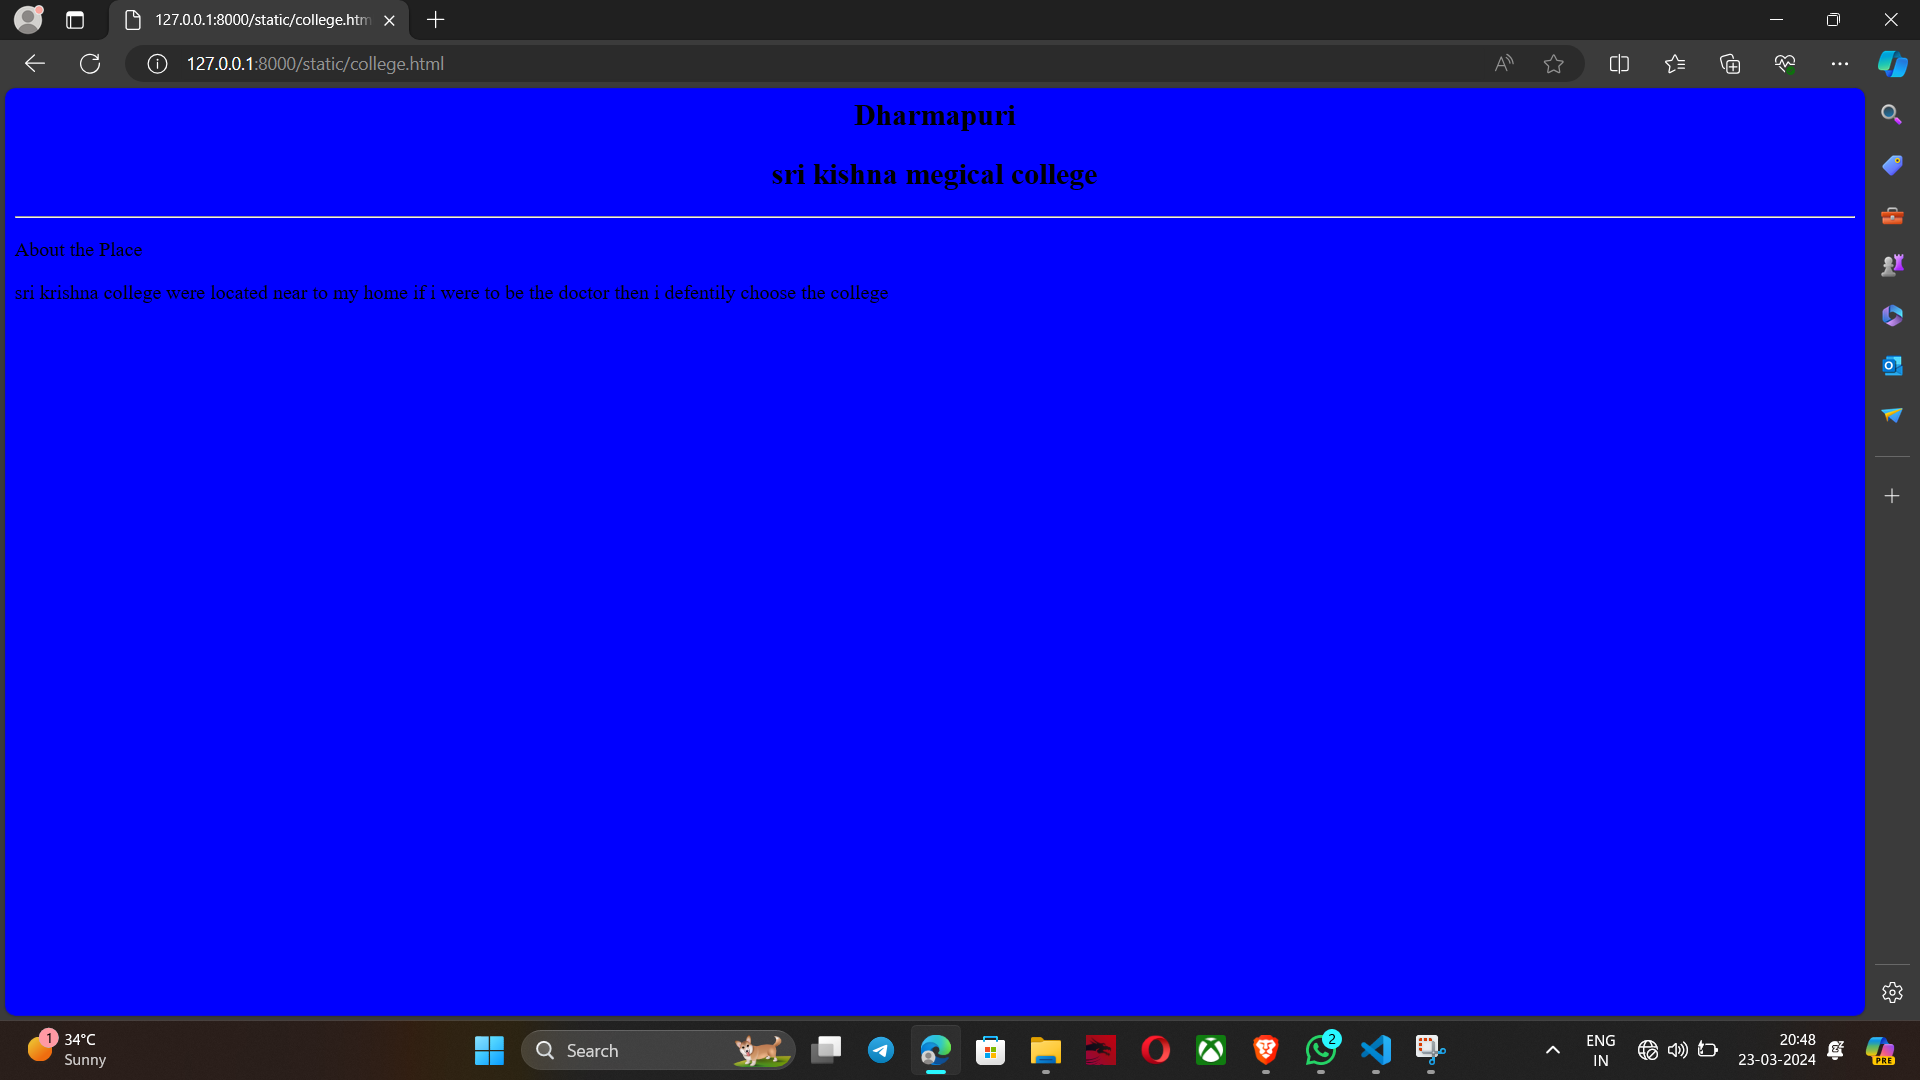 127.0.0.1:8000/static/college.htm
127.0.0.1:8000/static/college.html
Dharmapuri
sri kishna megical college
About the Place
sri krishna college were located near to my home if i were to be the doctor then i defentily choose the college
1
34°C
Sunny
Search
2
ENG
IN
20:48
23-03-2024
PRE